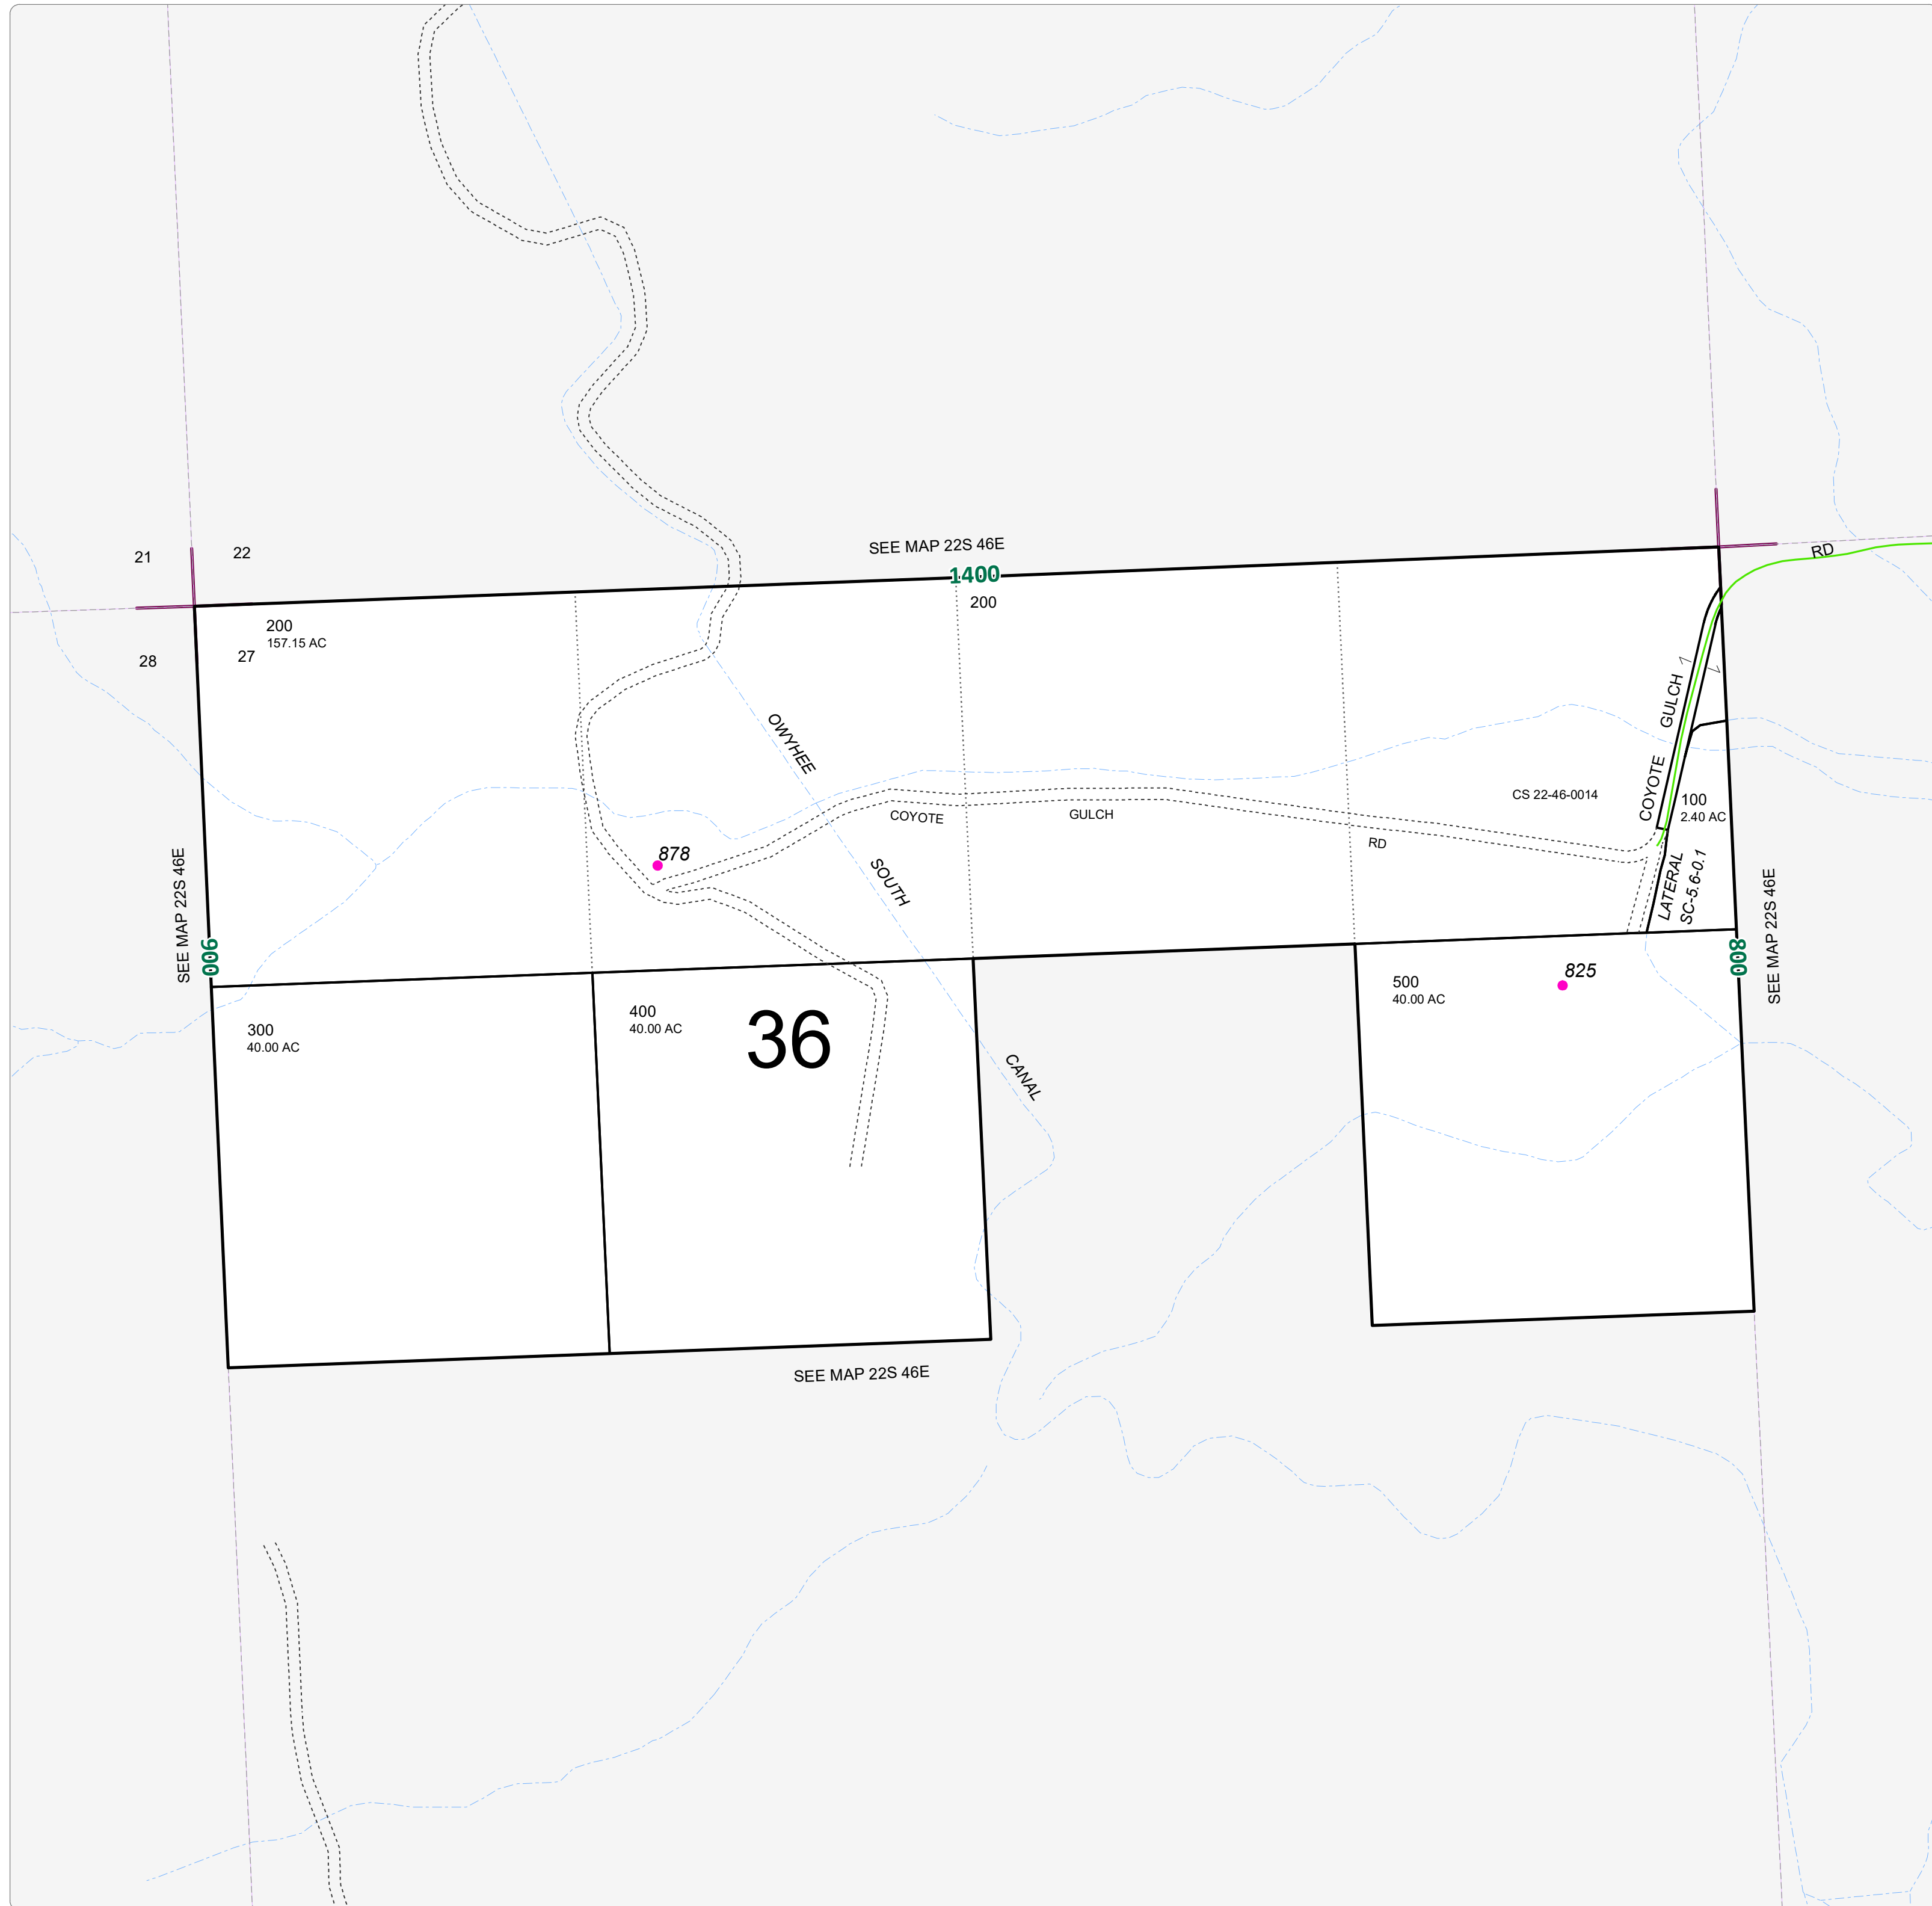 SEE MAP 22S 46E
1400
200
RD
21
22
200
157.15 AC
28
27
COYOTE GULCH
OWYHEE
SOUTH
CANAL
CS 22-46-0014
100
2.40 AC
COYOTE
GULCH
RD
878
LATERAL
SC-5.6-0.1
SEE MAP 22S 46E
900
SEE MAP 22S 46E
800
825
500
40.00 AC
400
40.00 AC
36
300
40.00 AC
SEE MAP 22S 46E